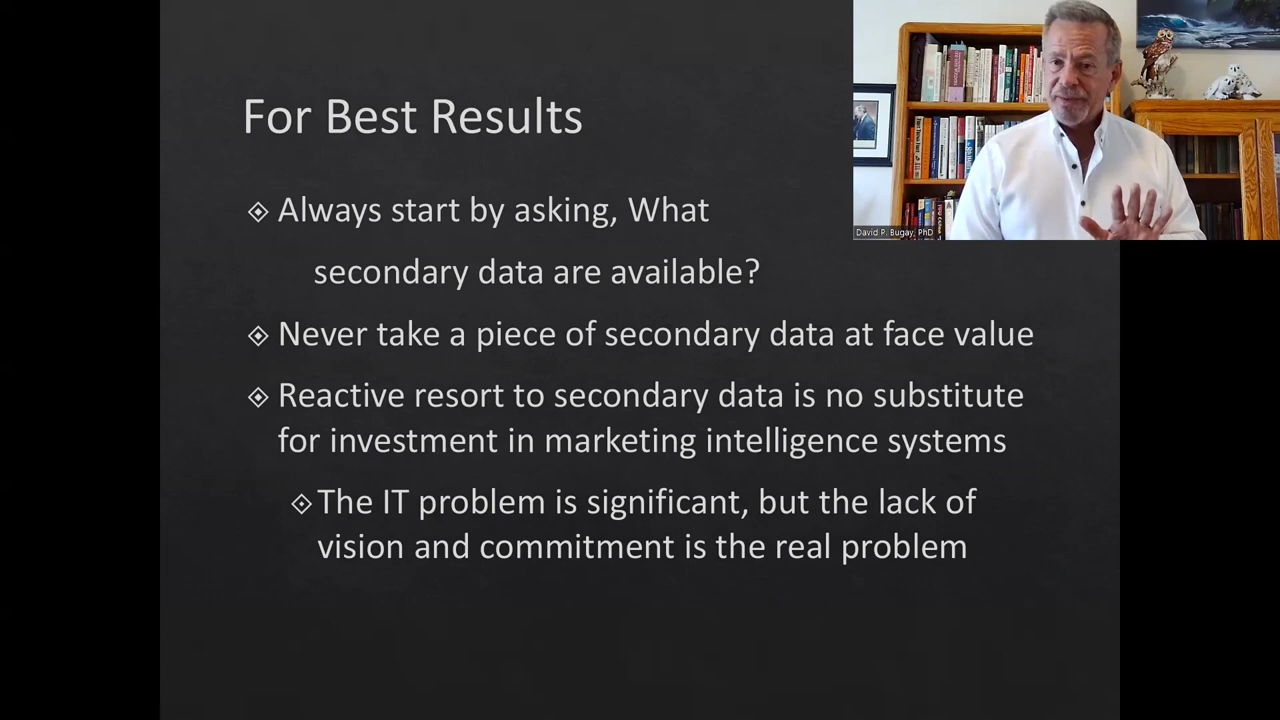 For Best Results
Always start by asking, What
secondary data are available?
Never take a piece of secondary data at face value
Reactive resort to secondary data is no substitute
for investment in marketing intelligence systems
The IT problem is significant, but the lack of
vision and commitment is the real problem
David P. Bugay, PhD